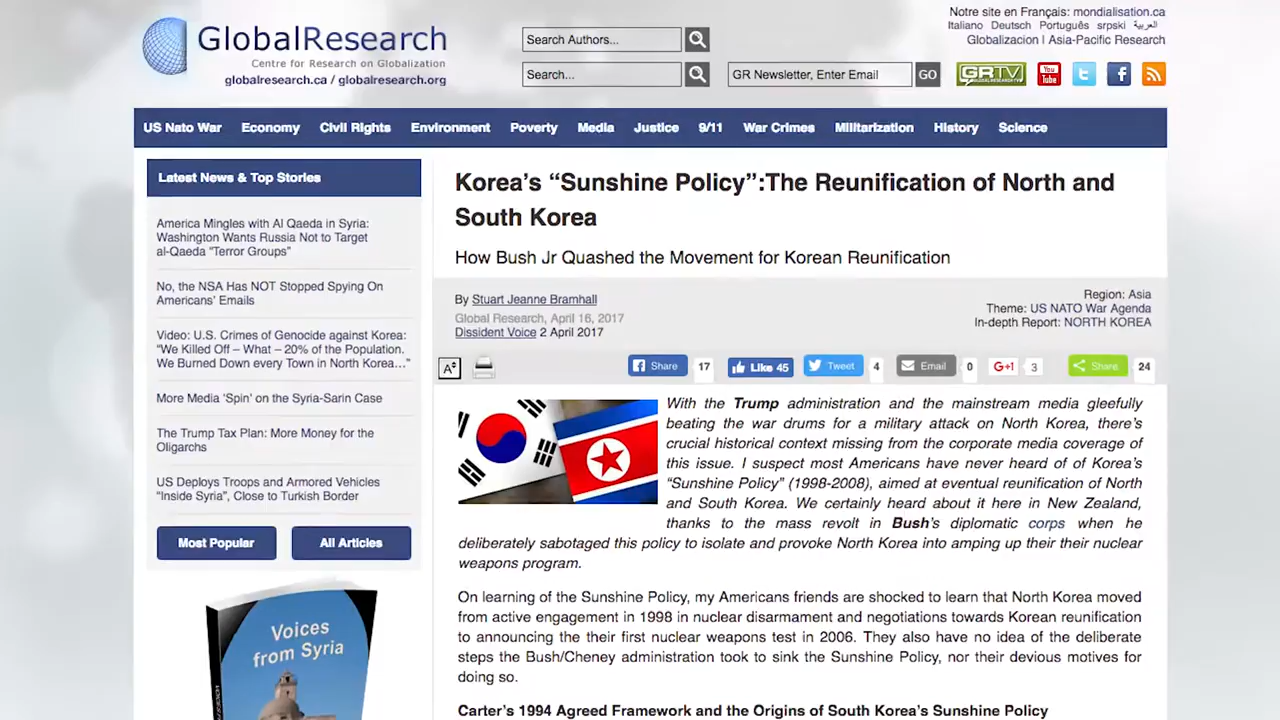 Notre site en Français: mondialisation.ca
Italiano Deutsch Português srpski العربية
Globalizacion | Asia-Pacific Research
GlobalResearch
Centre for Research on Globalization
globalresearch.ca / globalresearch.org
Search Authors...
Search...
GR Newsletter, Enter Email
GO
GRTV
You
Tube
US Nato War Economy Civil Rights Environment Poverty Media Justice 9/11 War Crimes Militarization History Science
Latest News & Top Stories
America Mingles with Al Qaeda in Syria:
Washington Wants Russia Not to Target
al-Qaeda “Terror Groups”
No, the NSA Has NOT Stopped Spying On
Americans’ Emails
Video: U.S. Crimes of Genocide against Korea:
“We Killed Off – What – 20% of the Population.
We Burned Down every Town in North Korea…”
More Media ‘Spin’ on the Syria-Sarin Case
The Trump Tax Plan: More Money for the
Oligarchs
US Deploys Troops and Armored Vehicles
“Inside Syria”, Close to Turkish Border
Most Popular
All Articles
Voices
from Syria
Korea’s “Sunshine Policy”:The Reunification of North and
South Korea
How Bush Jr Quashed the Movement for Korean Reunification
By Stuart Jeanne Bramhall
Global Research, April 16, 2017
Dissident Voice 2 April 2017
Region: Asia
Theme: US NATO War Agenda
In-depth Report: NORTH KOREA
A
Share 17 Like 45 Tweet 4 Email 0 G+1 3 Share 24
With the Trump administration and the mainstream media gleefully
beating the war drums for a military attack on North Korea, there’s
crucial historical context missing from the corporate media coverage of
this issue. I suspect most Americans have never heard of of Korea’s
“Sunshine Policy” (1998-2008), aimed at eventual reunification of North
and South Korea. We certainly heard about it here in New Zealand,
thanks to the mass revolt in Bush’s diplomatic corps when he
deliberately sabotaged this policy to isolate and provoke North Korea into amping up their their nuclear
weapons program.
On learning of the Sunshine Policy, my Americans friends are shocked to learn that North Korea moved
from active engagement in 1998 in nuclear disarmament and negotiations towards Korean reunification
to announcing the their first nuclear weapons test in 2006. They also have no idea of the deliberate
steps the Bush/Cheney administration took to sink the Sunshine Policy, nor their devious motives for
doing so.
Carter’s 1994 Agreed Framework and the Origins of South Korea’s Sunshine Policy